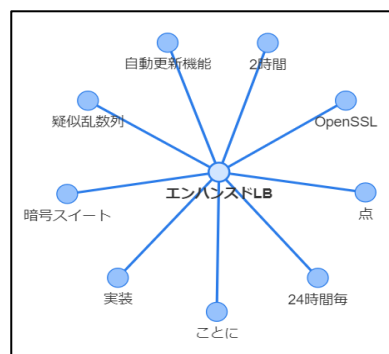 自動更新機能
2時間
疑似乱数列
OpenSSL
エンハンスドLB
暗号スイート
点
実装
24時間毎
ことに